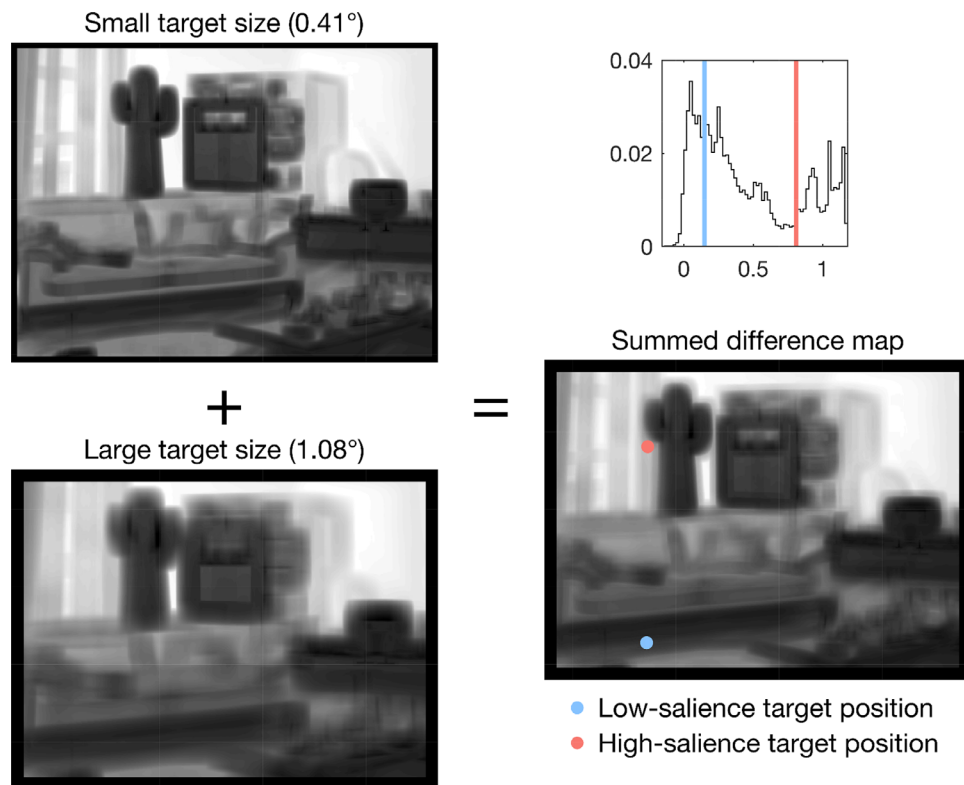 Small target size (0.41°)
0.04
0.02
0
0
0.5
1
+
=
Summed difference map
Large target size (1.08°)
Low-salience target position
High-salience target position